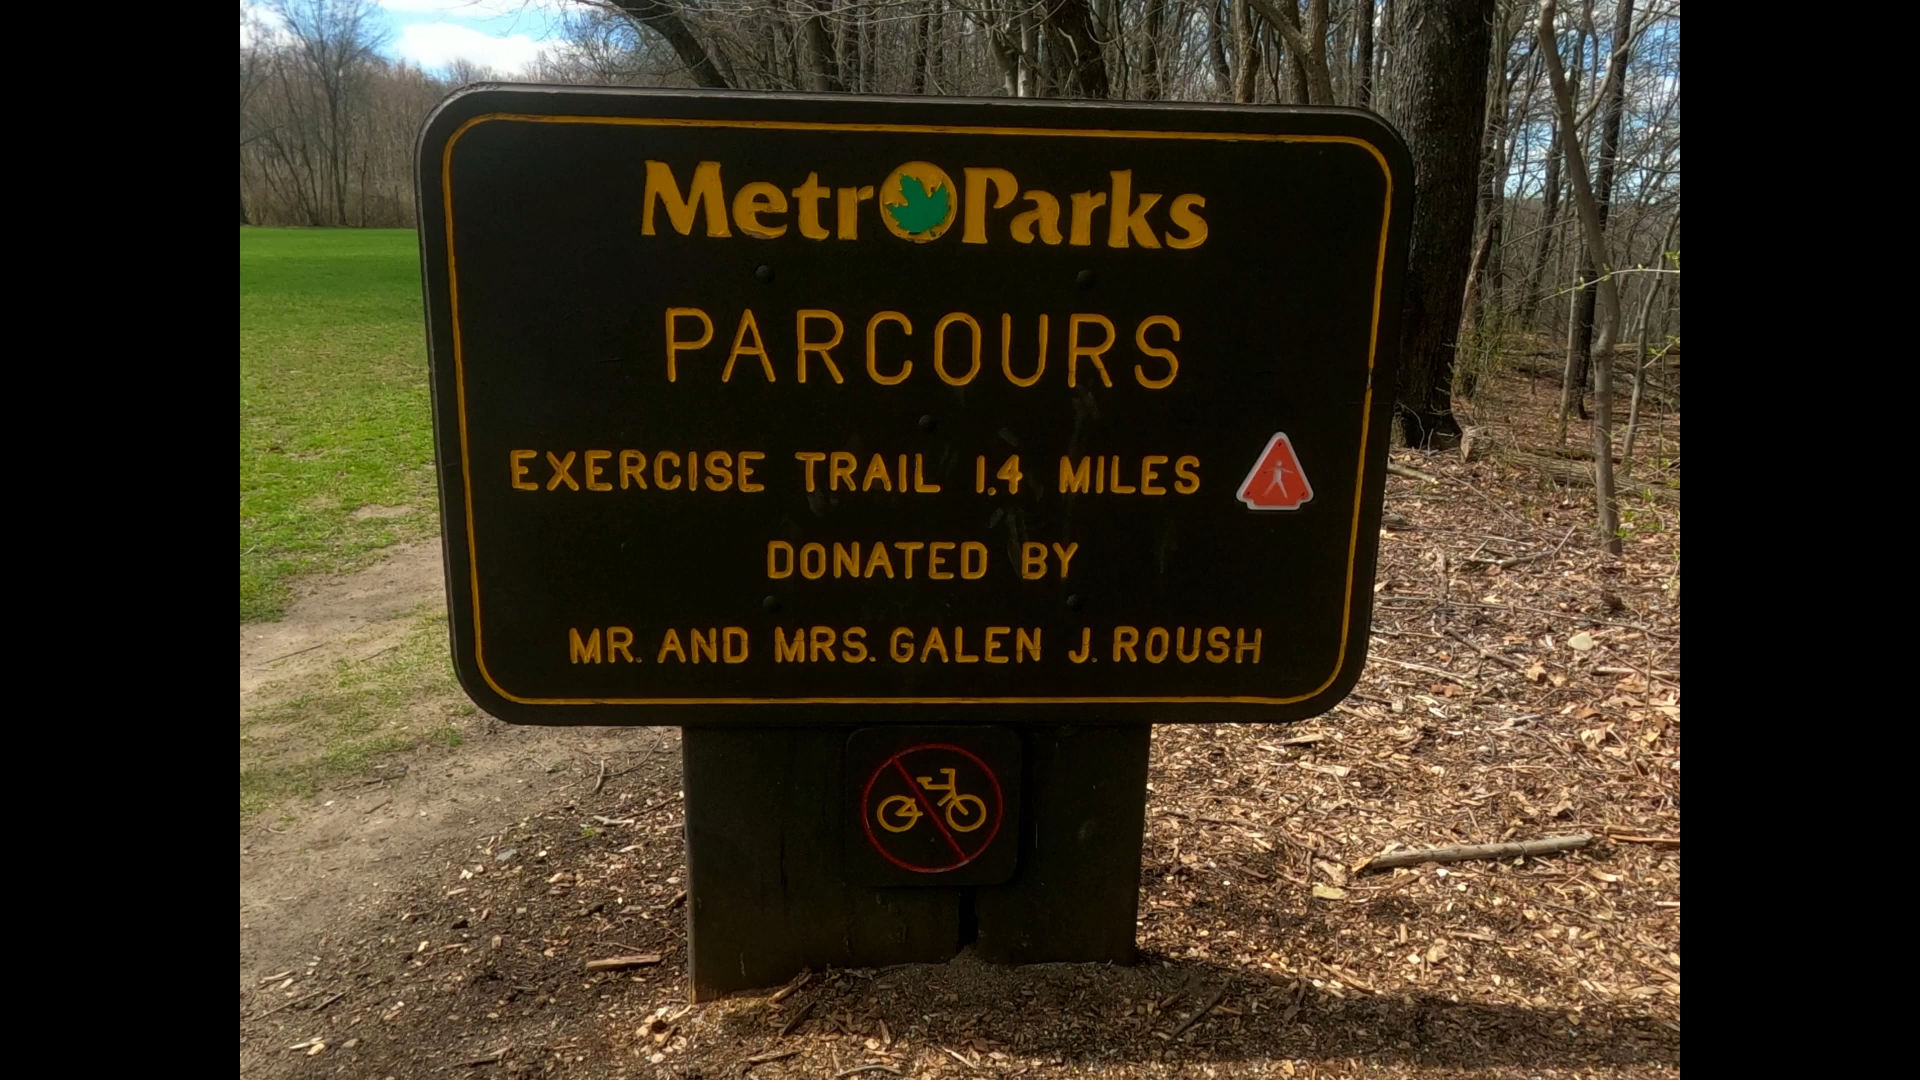 MetroParks
PARCOURS
EXERCISE TRAIL 1.4 MILES
DONATED BY
MR. AND MRS. GALEN J. ROUSH